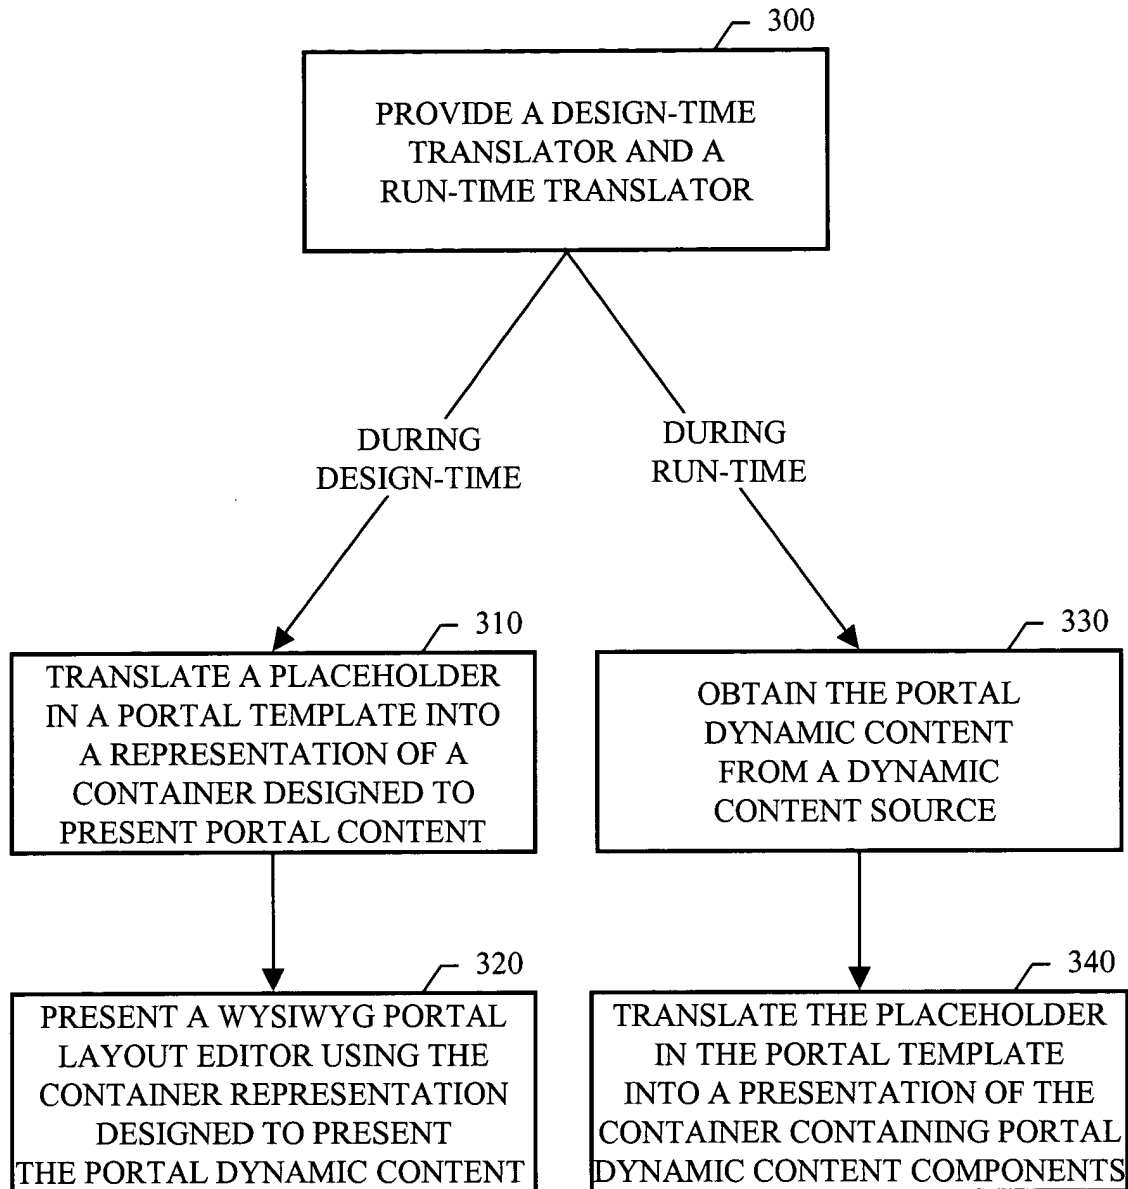 300
PROVIDE A DESIGN-TIME
TRANSLATOR AND A
RUN-TIME TRANSLATOR
DURING
DESIGN-TIME
DURING
RUN-TIME
310
TRANSLATE A PLACEHOLDER
IN A PORTAL TEMPLATE INTO
A REPRESENTATION OF A
CONTAINER DESIGNED TO
PRESENT PORTAL CONTENT
330
OBTAIN THE PORTAL
DYNAMIC CONTENT
FROM A DYNAMIC
CONTENT SOURCE
320
PRESENT A WYSIWYG PORTAL
LAYOUT EDITOR USING THE
CONTAINER REPRESENTATION
DESIGNED TO PRESENT
THE PORTAL DYNAMIC CONTENT
340
TRANSLATE THE PLACEHOLDER
IN THE PORTAL TEMPLATE
INTO A PRESENTATION OF THE
CONTAINER CONTAINING PORTAL
DYNAMIC CONTENT COMPONENTS